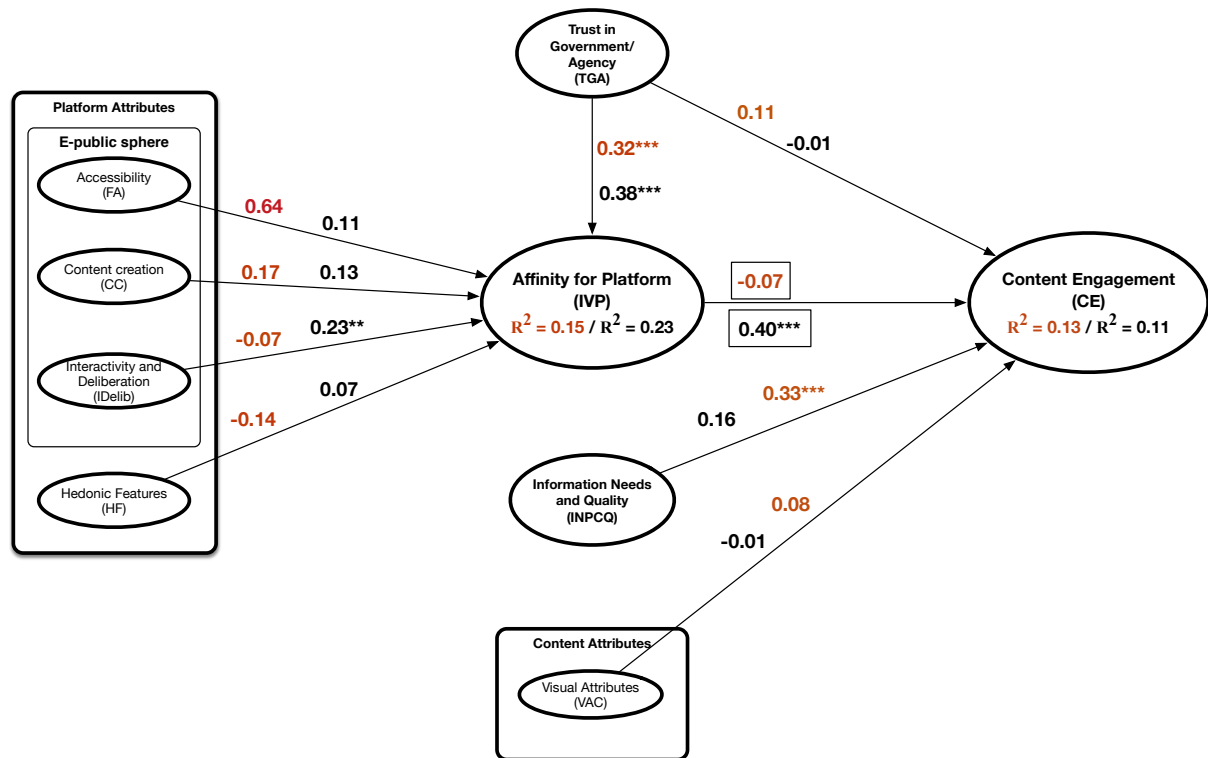 Trust in
Government/
Agency
(TGA)
Platform Attributes
E-public sphere
Accessibility
(FA)
Content creation
(CC)
Interactivity and
Deliberation
(IDelib)
Hedonic Features
(HF)
0.64
0.11
0.17
0.13
-0.07
0.23**
-0.14
0.07
0.32***
0.38***
0.11
-0.01
Affinity for Platform
(IVP)
R² = 0.15 / R² = 0.23
-0.07
0.40***
Content Engagement
(CE)
R² = 0.13 / R² = 0.11
0.33***
0.16
Information Needs
and Quality
(INPCQ)
0.08
-0.01
Content Attributes
Visual Attributes
(VAC)